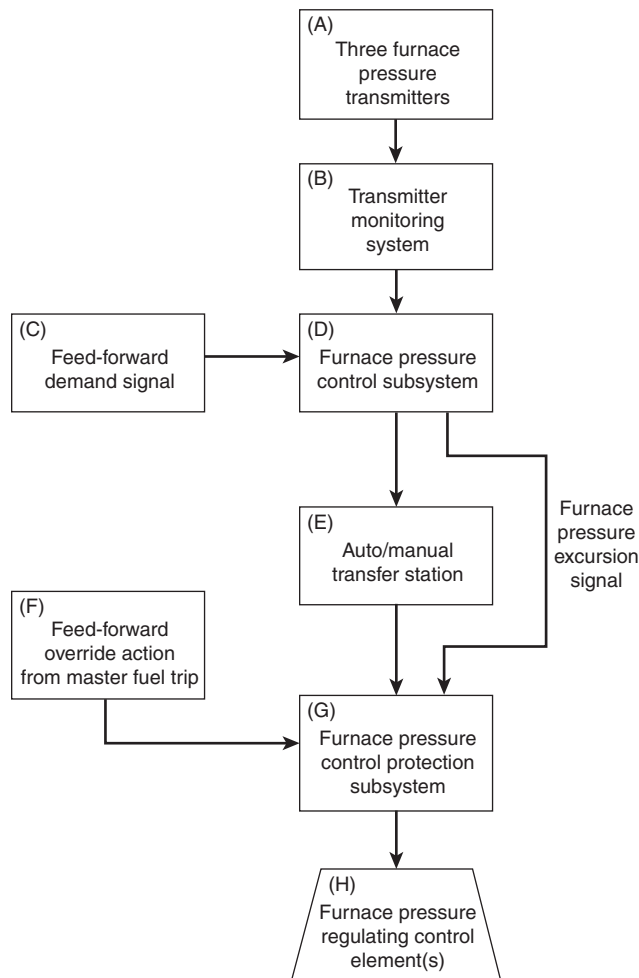 (A)
Three furnace
pressure
transmitters
(B)
Transmitter
monitoring
system
(C)
Feed-forward
demand signal
(D)
Furnace pressure
control subsystem
(E)
Auto/manual
transfer station
Furnace
pressure
excursion
signal
(F)
Feed-forward
override action
from master fuel trip
(G)
Furnace pressure
control protection
subsystem
(H)
Furnace pressure
regulating control
element(s)